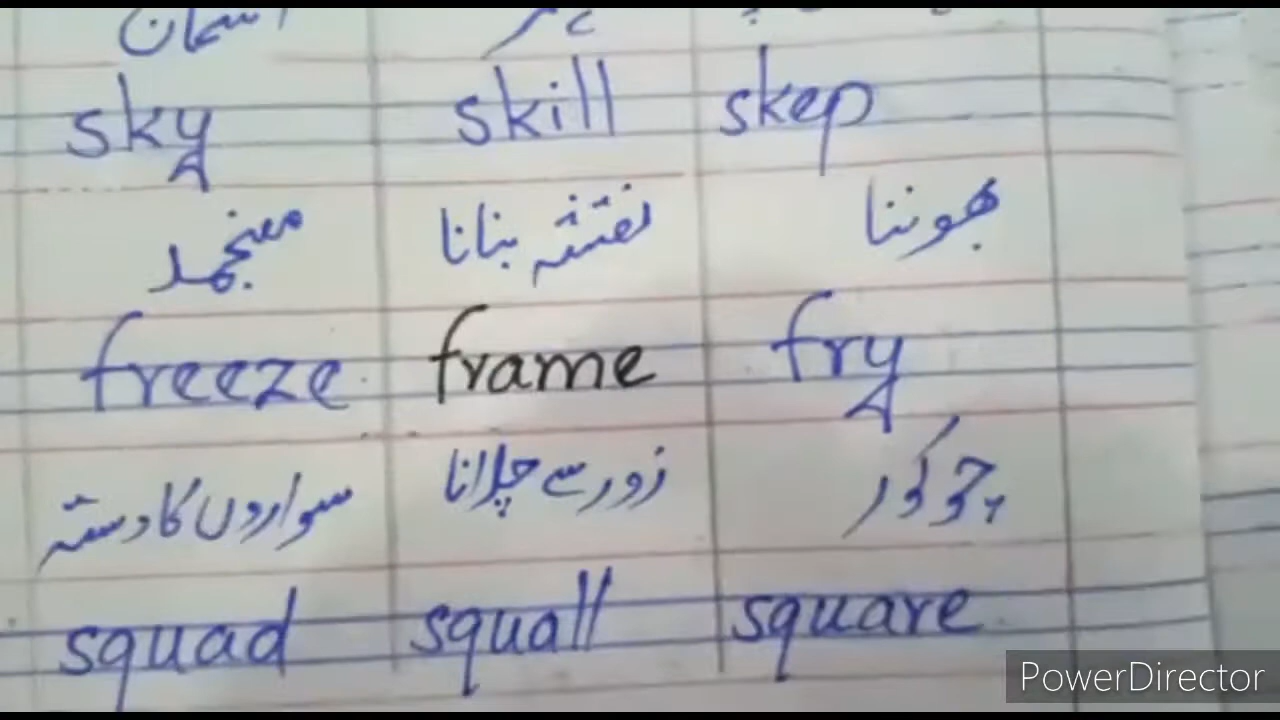 آسمان
sky skill skep
منجمد نقشہ بنانا بھوننا
freeze frame fry
سواروں کا دستہ زور سے چلانا چوکور
squad squall square
PowerDirector